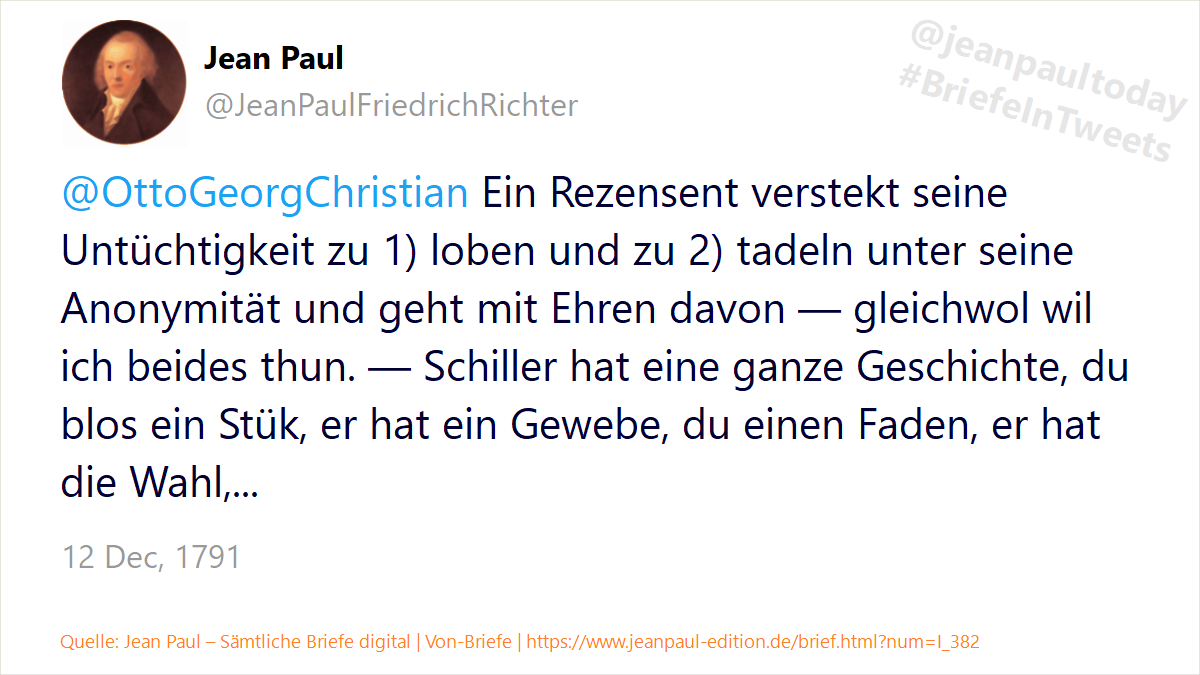 Jean Paul
@JeanPaulFriedrichRichter
@jeanpaultoday
#BriefeInTweets
@OttoGeorgChristian Ein Rezensent verstekt seine
Untüchtigkeit zu 1) loben und zu 2) tadeln unter seine
Anonymität und geht mit Ehren davon — gleichwol wil
ich beides thun. — Schiller hat eine ganze Geschichte, du
blos ein Stük, er hat ein Gewebe, du einen Faden, er hat
die Wahl,...
12 Dec, 1791
Quelle: Jean Paul – Sämtliche Briefe digital | Von-Briefe | https://www.jeanpaul-edition.de/brief.html?num=I_382